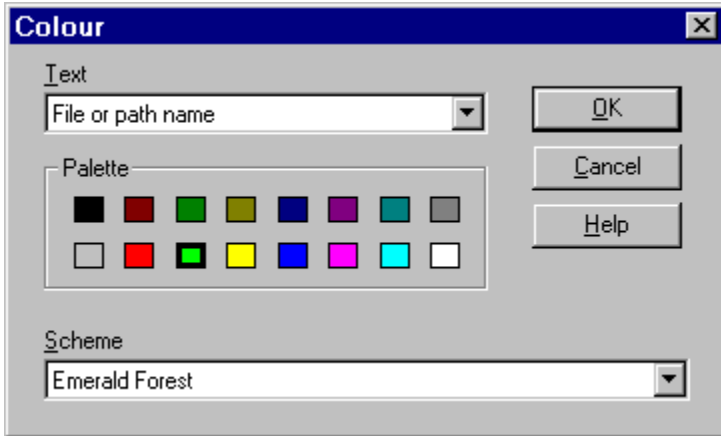 Colour
Text
File or path name
OK
Palette
Cancel
Help
Scheme
Emerald Forest